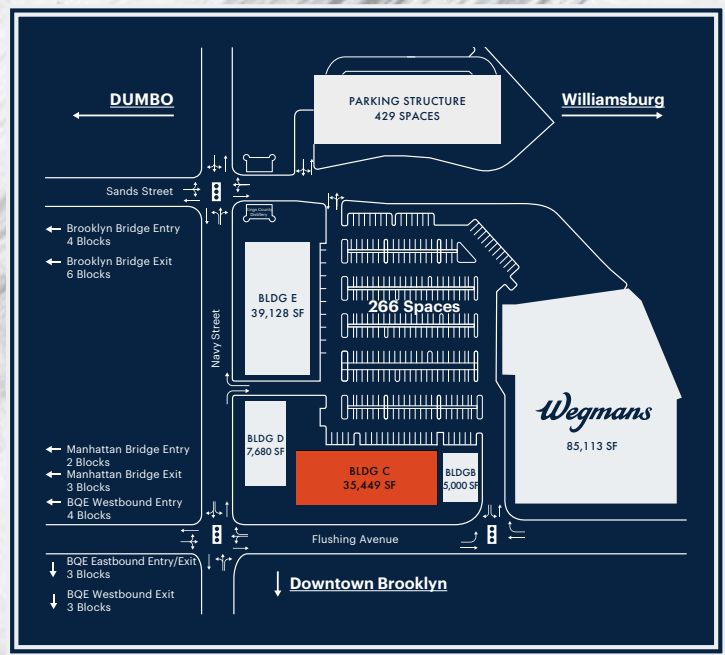 DUMBO
PARKING STRUCTURE
429 SPACES
Williamsburg
Sands Street
Kings County
Distillery
Brooklyn Bridge Entry
4 Blocks
Brooklyn Bridge Exit
6 Blocks
BLDG E
39,128 SF
266 Spaces
Navy Street
Wegmans
85,113 SF
BLDG D
7,680 SF
BLDG C
35,449 SF
BLDGB
5,000 SF
Manhattan Bridge Entry
2 Blocks
Manhattan Bridge Exit
3 Blocks
BQE Westbound Entry
4 Blocks
Flushing Avenue
BQE Eastbound Entry/Exit
3 Blocks
BQE Westbound Exit
3 Blocks
Downtown Brooklyn